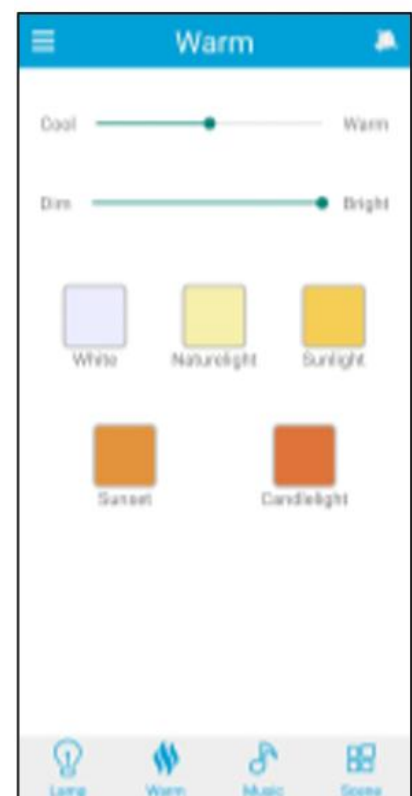 Warm
Cool Warm
Dim Bright
White Naturelight Sunlight
Sunset Candlelight
Lamp Warm Music Scene